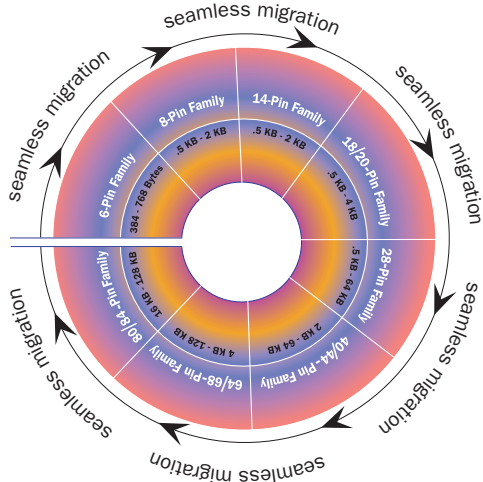 seamless migration
seamless migration
seamless migration
seamless migration
seamless migration
seamless migration
seamless migration
6-Pin Family
384 - 768 Bytes
8-Pin Family
.5 KB - 2 KB
14-Pin Family
.5 KB - 2 KB
18/20-Pin Family
.5 KB - 4 KB
28-Pin Family
.5 KB - 64 KB
40/44-Pin Family
2 KB - 64 KB
64/68-Pin Family
4 KB -128 KB
80/84-Pin Family
16 KB -128 KB